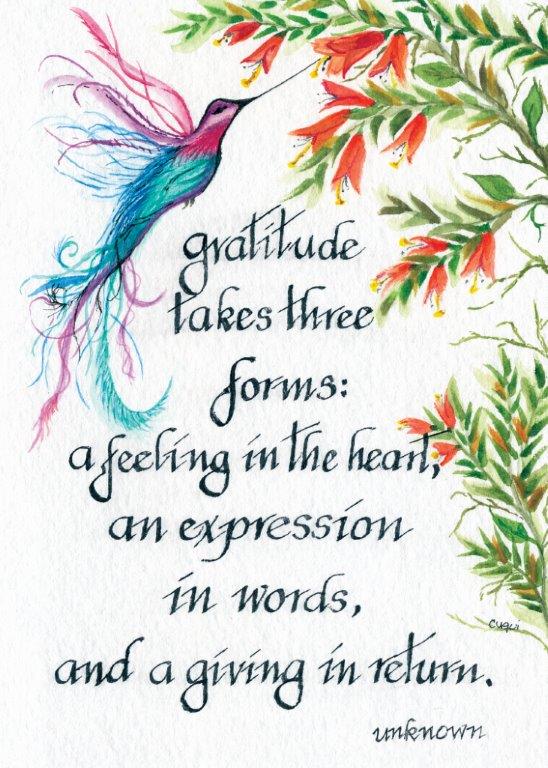 gratitude
takes three
forms:
a feeling in the heart,
an expression
in words,
cuqui
and a giving in return.
unknown